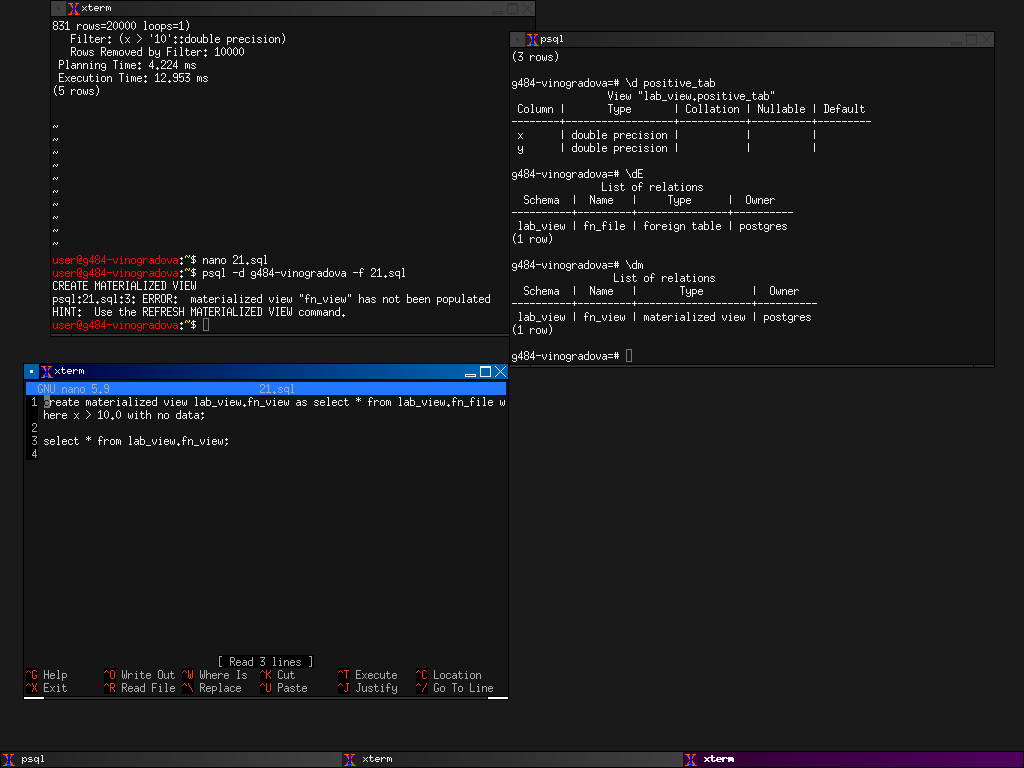 xterm
831 rows=20000 loops=1)
Filter: (x > '10'::double precision)
Rows Removed by Filter: 10000
Planning Time: 4.224 ms
Execution Time: 12.953 ms
(5 rows)
~
~
~
~
~
~
~
~
~
~
user@g484-vinogradova:~$ nano 21.sql
user@g484-vinogradova:~$ psql -d g484-vinogradova -f 21.sql
CREATE MATERIALIZED VIEW
psql:21.sql:3: ERROR:  materialized view "fn_view" has not been populated
HINT:  Use the REFRESH MATERIALIZED VIEW command.
user@g484-vinogradova:~$
psql
(3 rows)
g484-vinogradova=# \d positive_tab
View "lab_view.positive_tab"
Column |       Type       | Collation | Nullable | Default
--------+------------------+-----------+----------+---------
x      | double precision |           |          |
y      | double precision |           |          |
g484-vinogradova=# \dE
List of relations
Schema  |  Name   |     Type      |  Owner
----------+---------+---------------+----------
lab_view | fn_file | foreign table | postgres
(1 row)
g484-vinogradova=# \dm
List of relations
Schema  |  Name   |       Type        |  Owner
----------+---------+-------------------+----------
lab_view | fn_view | materialized view | postgres
(1 row)
g484-vinogradova=#
xterm
GNU nano 5.9 21.sql
1 create materialized view lab_view.fn_view as select * from lab_view.fn_file w
here x > 10.0 with no data;
2
3 select * from lab_view.fn_view;
4
[ Read 3 lines ]
^G Help ^O Write Out ^W Where Is ^K Cut ^T Execute ^C Location
^X Exit ^R Read File ^\ Replace ^U Paste ^J Justify ^/ Go To Line
psql xterm xterm